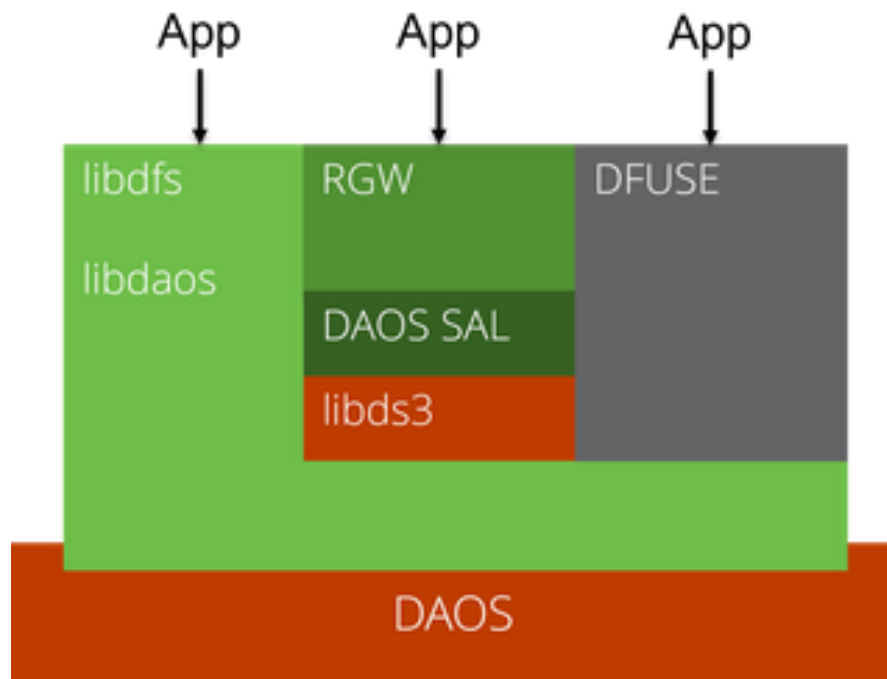 App App App
libdfs RGW DFUSE
libdaos
DAOS SAL
libds3
DAOS